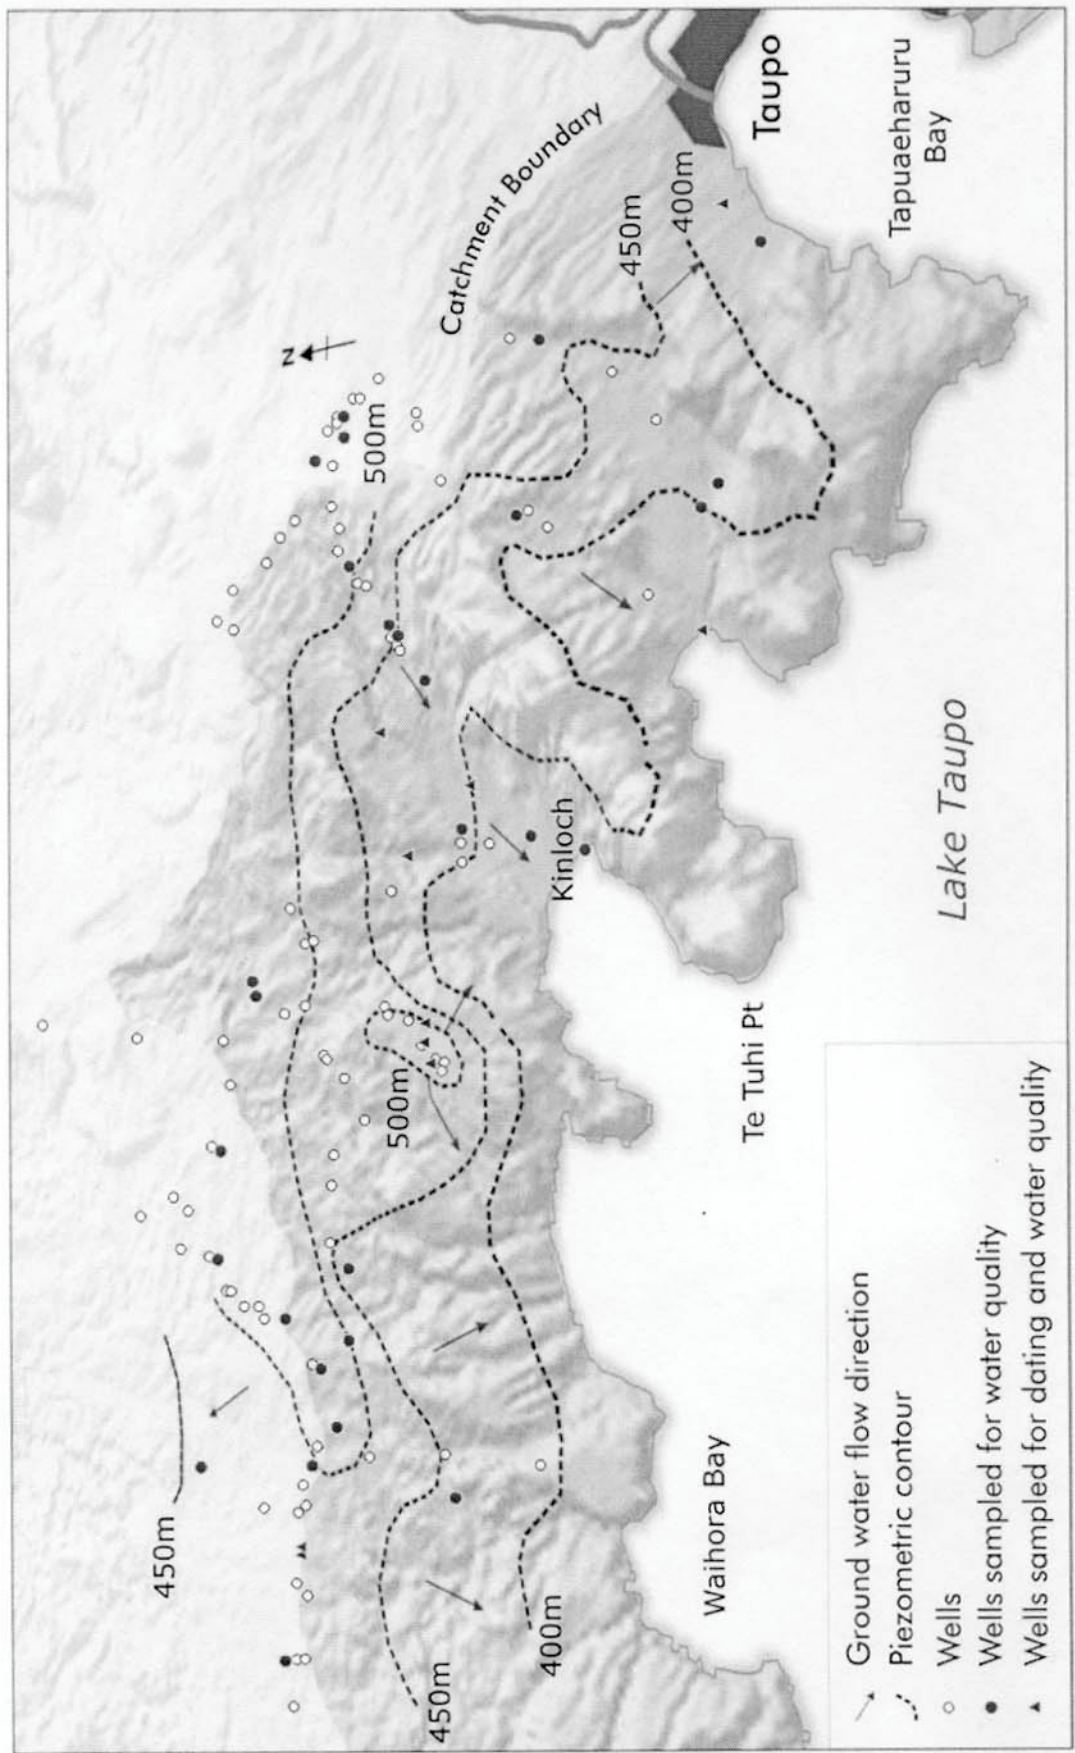 Taupo
Tapuaeharuru
Bay
Catchment Boundary
400m
450m
N
500m
Kinloch
Lake Taupo
500m
Te Tuhi Pt
450m
Waihora Bay
400m
450m
Ground water flow direction
Piezometric contour
Wells
Wells sampled for water quality
Wells sampled for dating and water quality